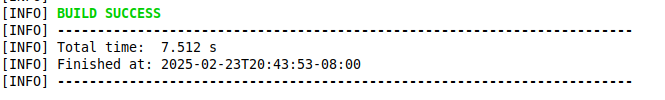 [INFO] BUILD SUCCESS
[INFO] ------------------------------------------------------------------------
[INFO] Total time:  7.512 s
[INFO] Finished at: 2025-02-23T20:43:53-08:00
[INFO] ------------------------------------------------------------------------